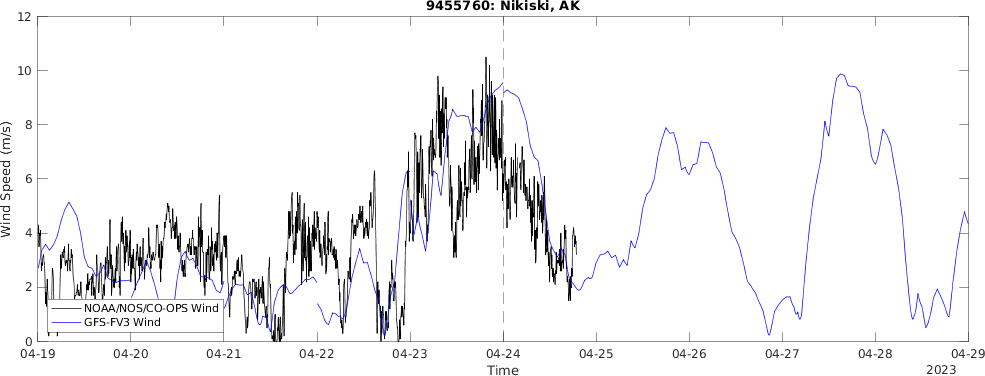 9455760: Nikiski, AK
12
10
8
6
4
2
0
Wind Speed (m/s)
NOAA/NOS/CO-OPS Wind
GFS-FV3 Wind
04-19 04-20 04-21 04-22 04-23 04-24 04-25 04-26 04-27 04-28 04-29
Time
2023